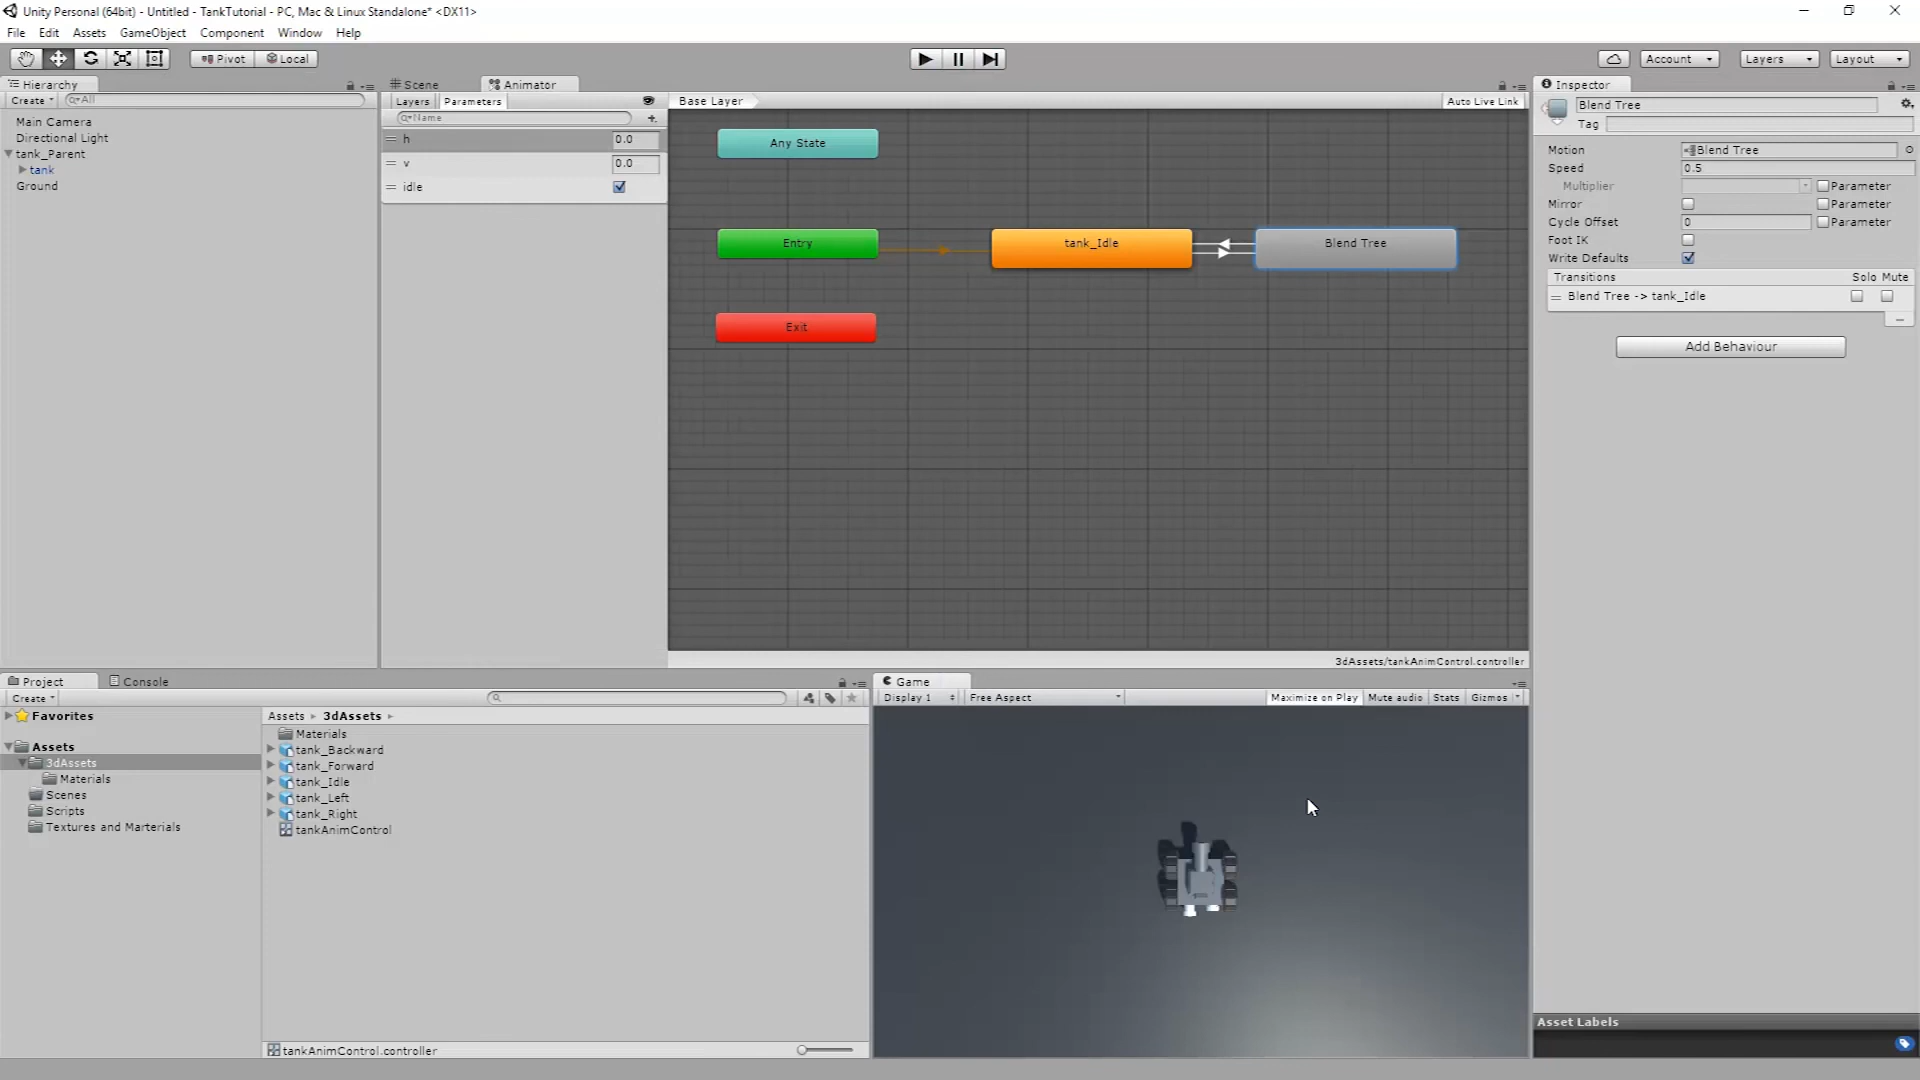 Unity Personal (64bit) - Untitled - TankTutorial - PC, Mac & Linux Standalone* <DX11>
File Edit Assets GameObject Component Window Help
Pivot Local Account Layers Layout
Hierarchy
Create All
Main Camera
Directional Light
tank_Parent
tank
Ground
Scene Animator
Layers Parameters
Name
h 0.0
v 0.0
idle
Base Layer Auto Live Link
Any State
Entry
tank_Idle
Blend Tree
Exit
3dAssets/tankAnimControl.controller
Inspector
Blend Tree
Tag
Motion Blend Tree
Speed 0.5
Multiplier Parameter
Mirror Parameter
Cycle Offset 0 Parameter
Foot IK
Write Defaults
Transitions Solo Mute
Blend Tree -> tank_Idle
Add Behaviour
Asset Labels
Project Console
Create
Favorites
Assets
3dAssets
Materials
Scenes
Scripts
Textures and Marterials
Assets 3dAssets
Materials
tank_Backward
tank_Forward
tank_Idle
tank_Left
tank_Right
tankAnimControl
tankAnimControl.controller
Game
Display 1 Free Aspect Maximize on Play Mute audio Stats Gizmos